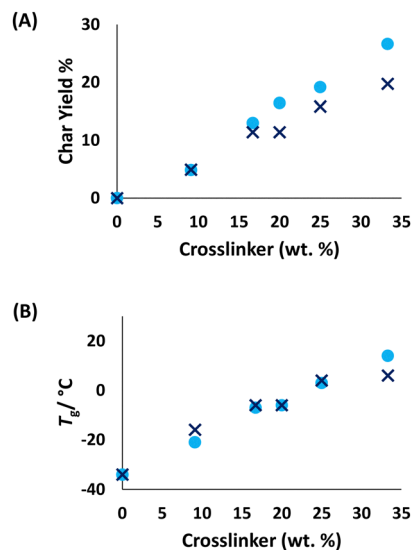 (A)
30
20
10
0
Char Yield %
0 5 10 15 20 25 30 35
Crosslinker (wt. %)
(B)
20
0
-20
-40
Tg/ °C
0 5 10 15 20 25 30 35
Crosslinker (wt. %)